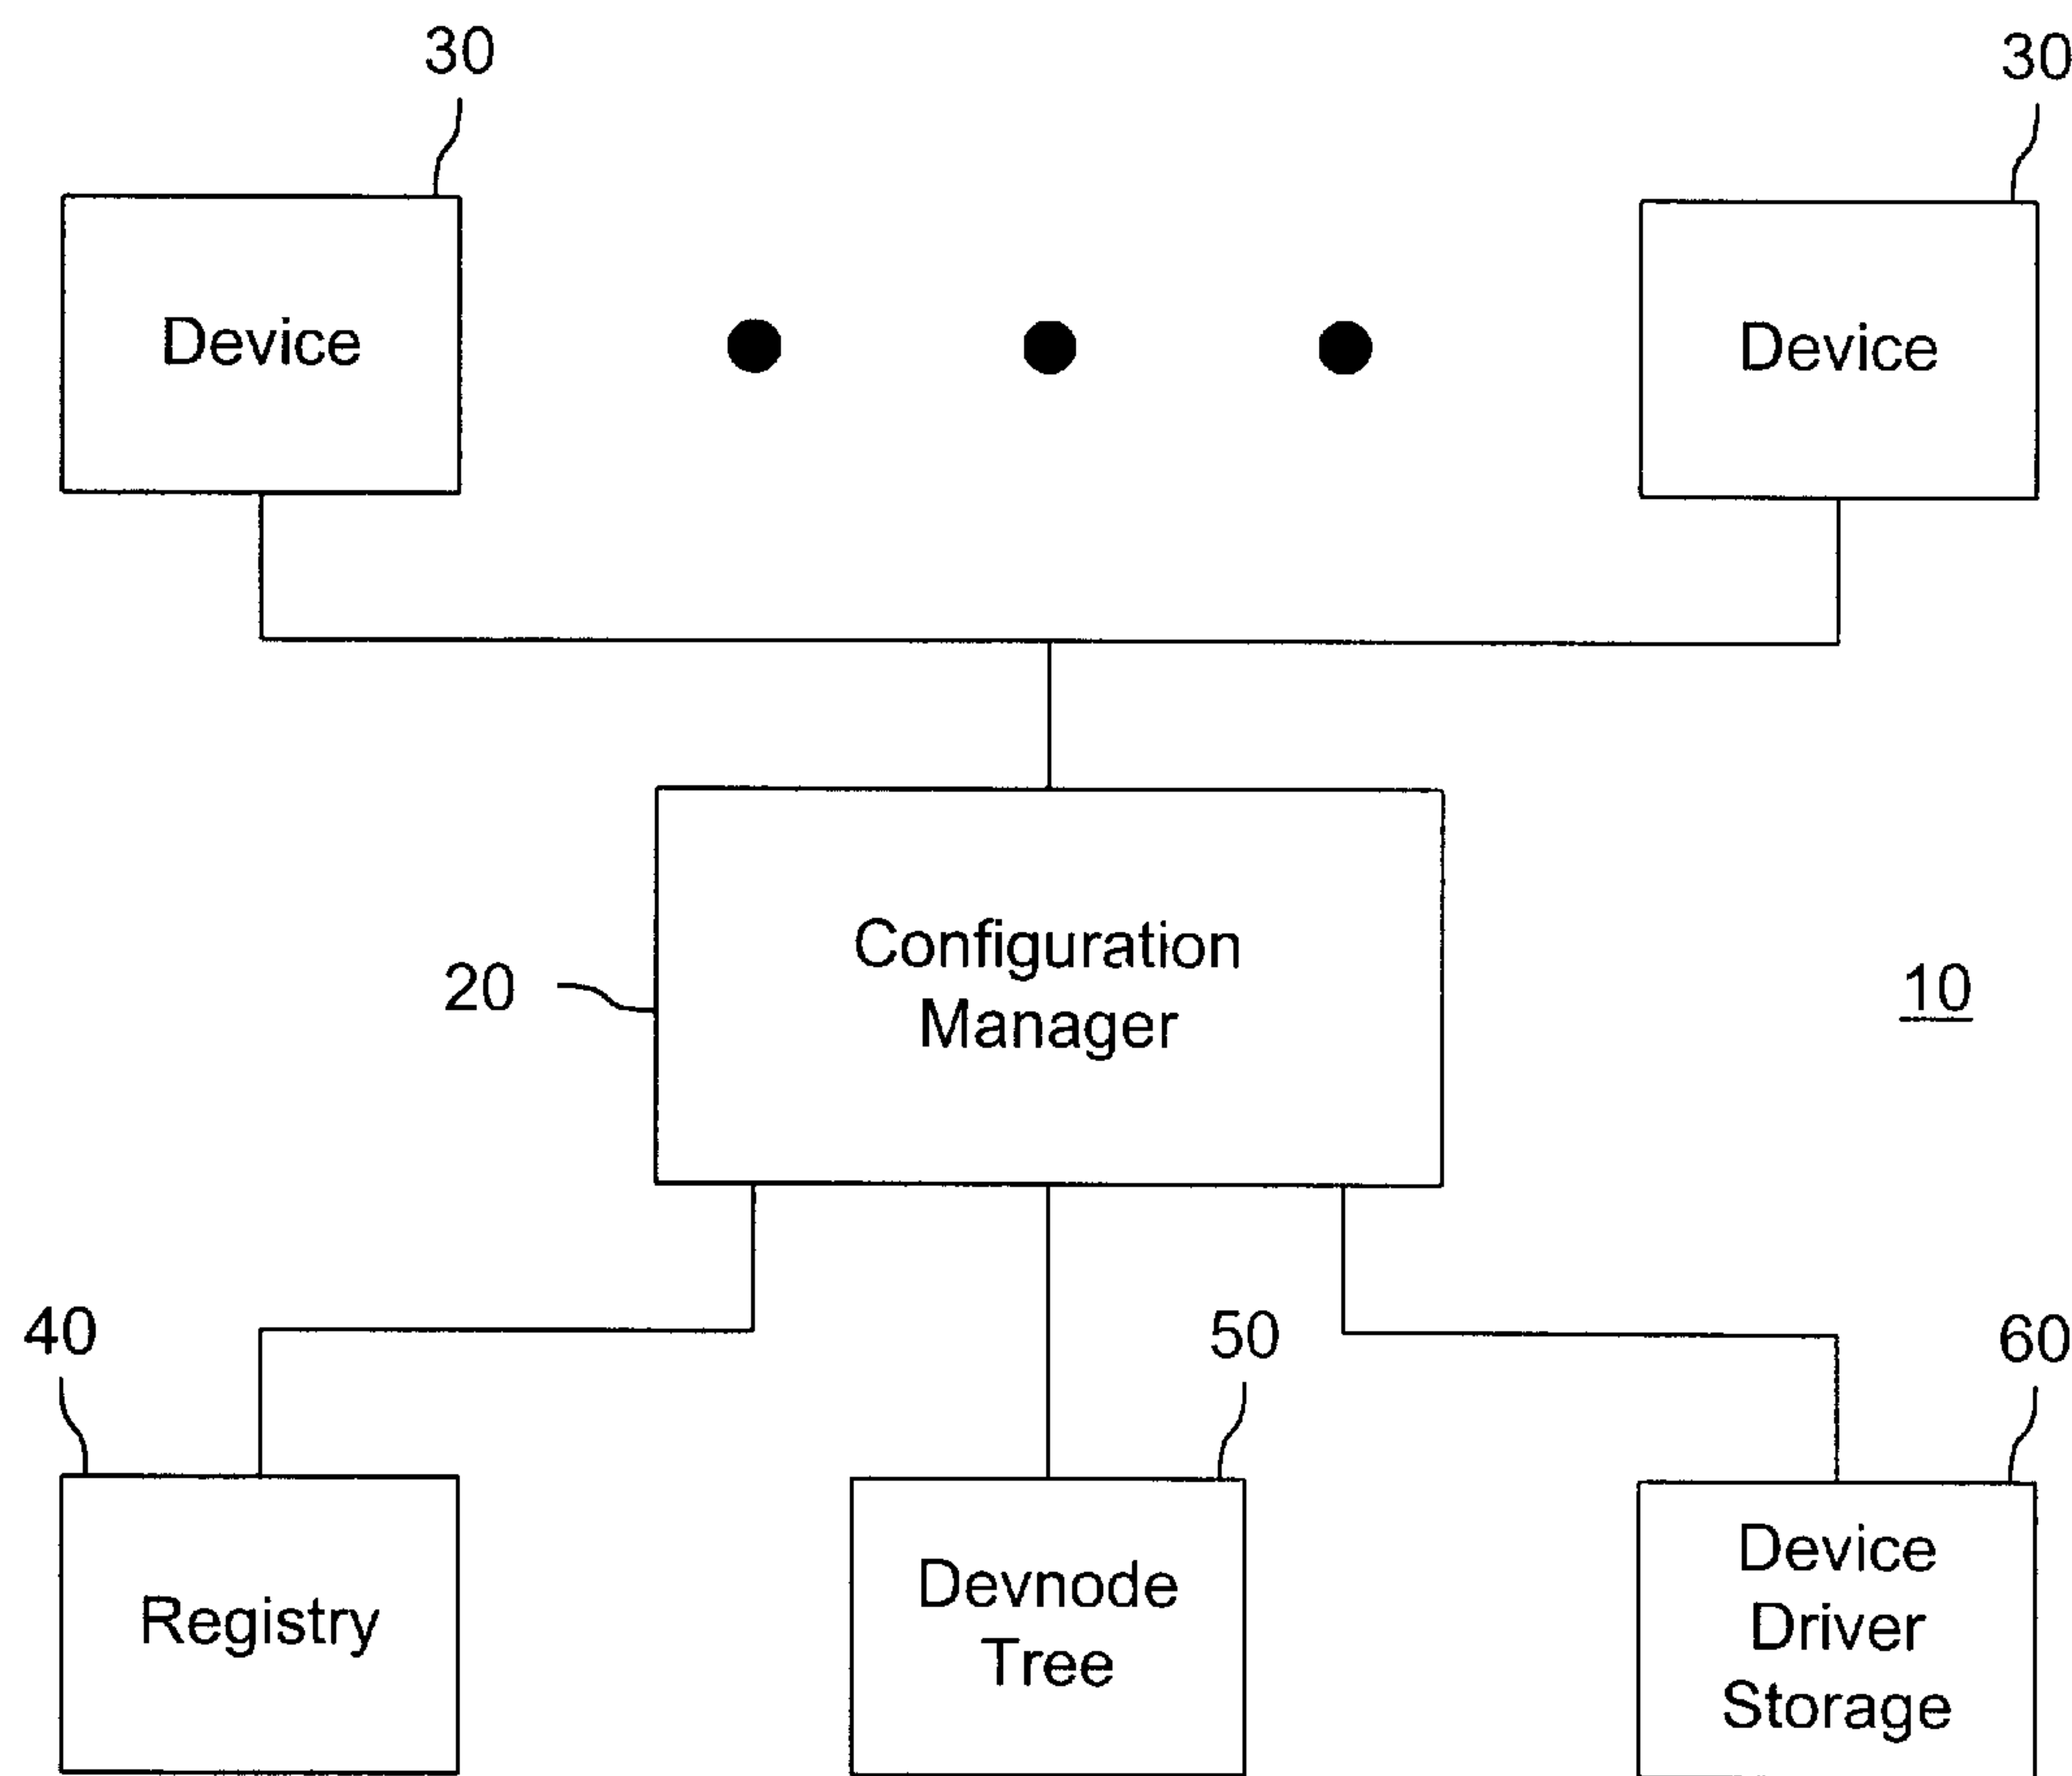 30
30
Device
Device
Configuration
Manager
20
10
40
50
60
Registry
Devnode
Tree
Device
Driver
Storage